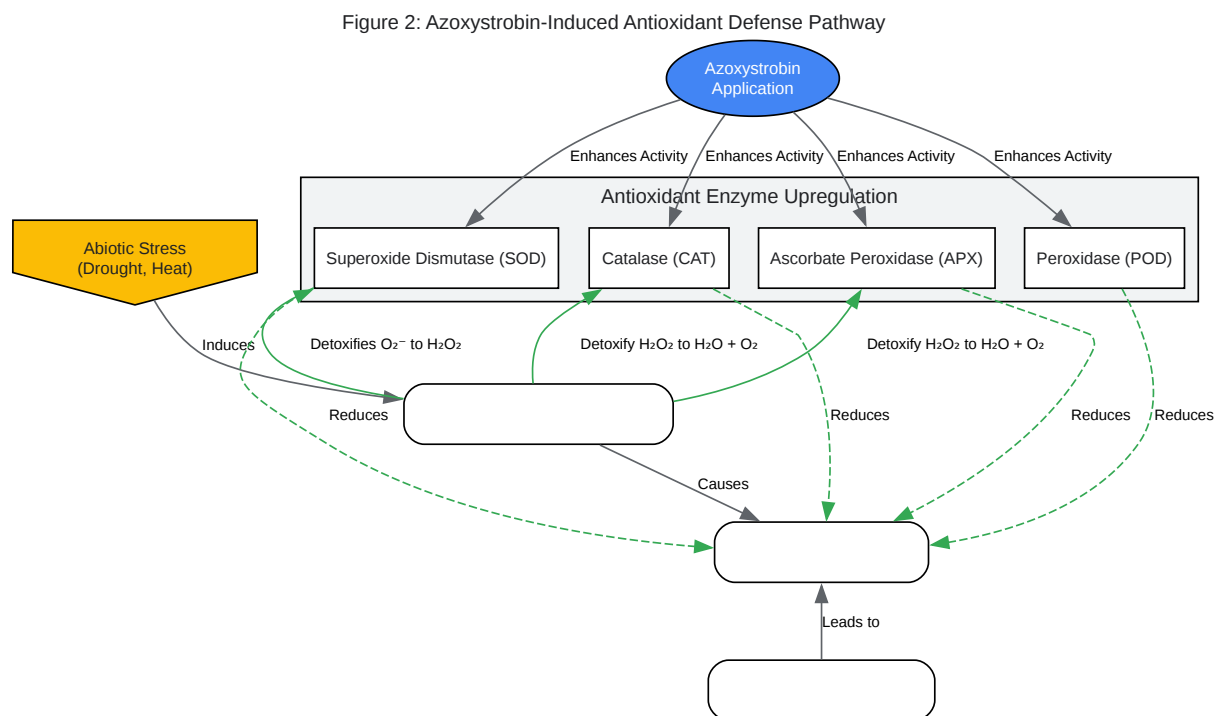 Figure 2: Azoxystrobin-Induced Antioxidant Defense Pathway
Azoxystrobin
Application
Enhances Activity
Enhances Activity
Enhances Activity
Enhances Activity
Antioxidant Enzyme Upregulation
Abiotic Stress
(Drought, Heat)
Superoxide Dismutase (SOD)
Catalase (CAT)
Ascorbate Peroxidase (APX)
Peroxidase (POD)
Induces
Detoxifies O₂⁻ to H₂O₂
Detoxify H₂O₂ to H₂O + O₂
Detoxify H₂O₂ to H₂O + O₂
Reduces
Reduces
Reduces
Reduces
Causes
Leads to